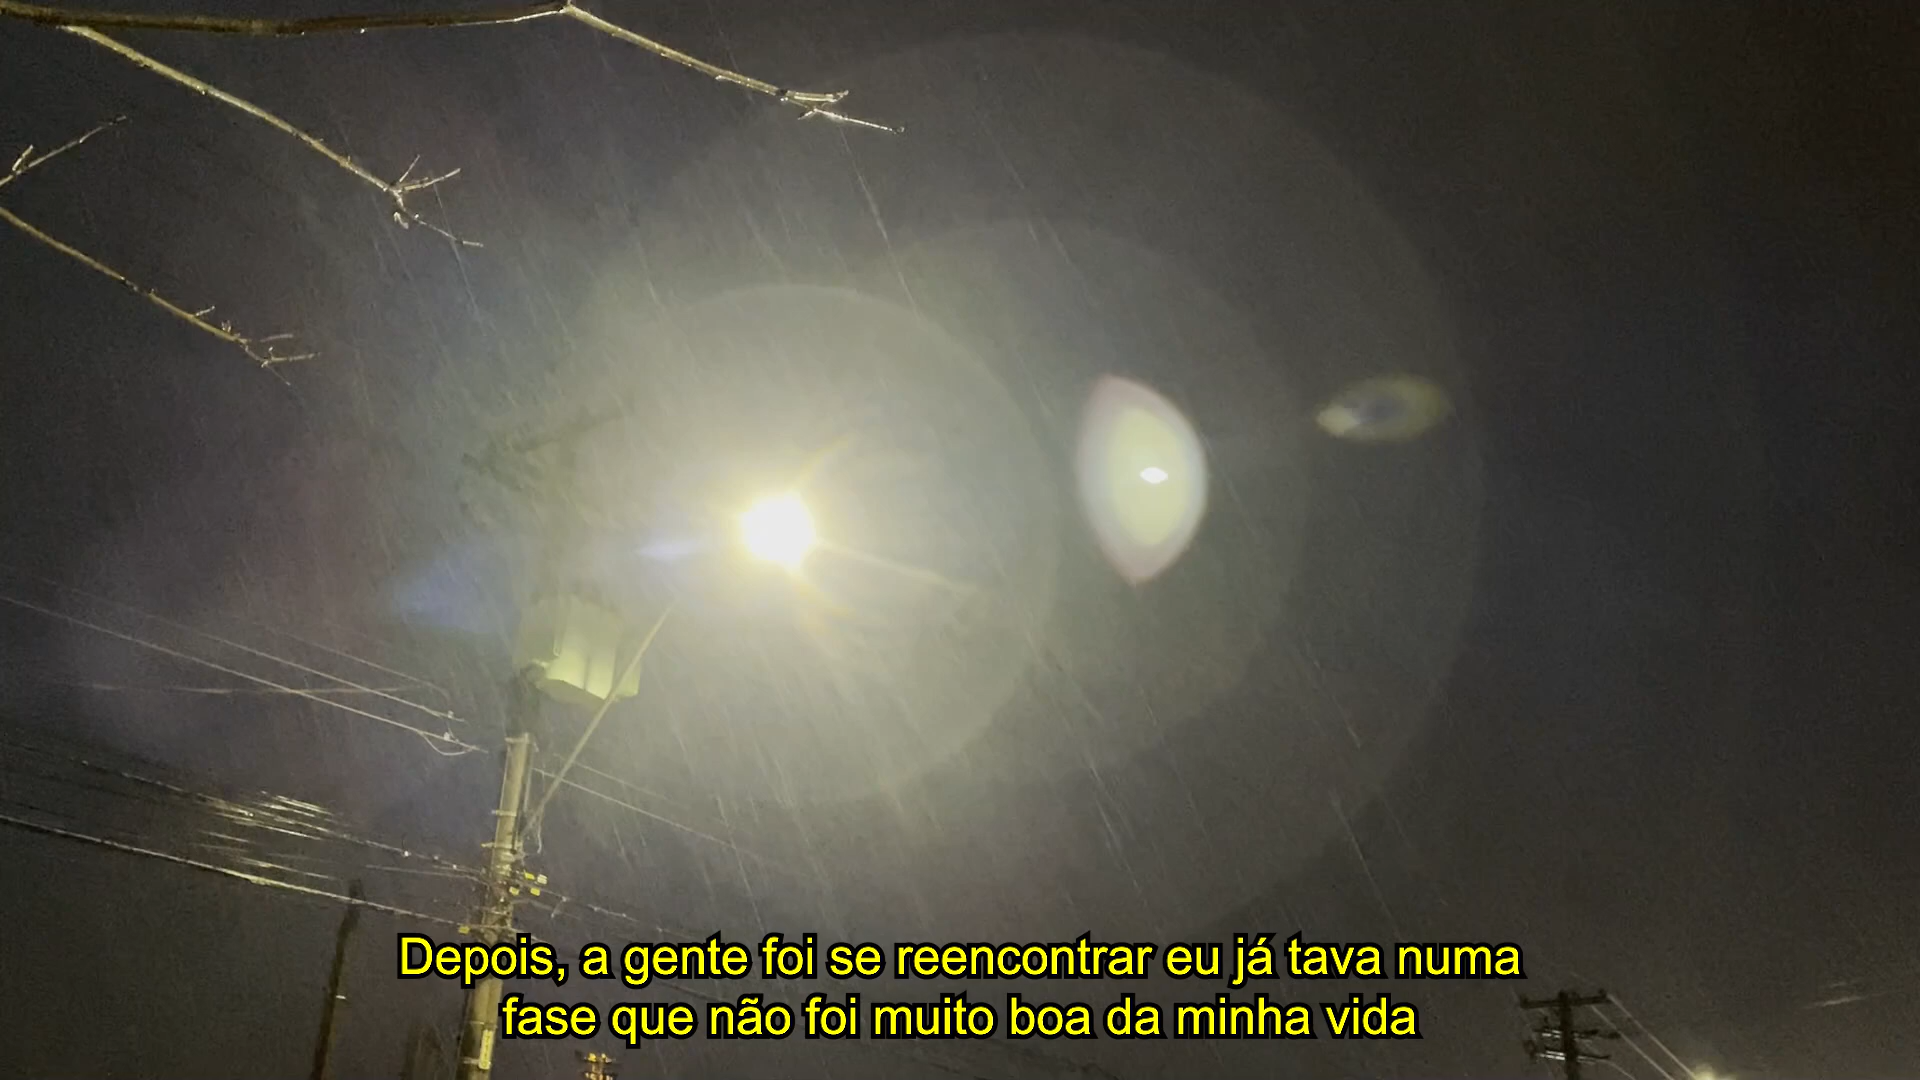 Depois, a gente foi se reencontrar eu já tava numa
fase que não foi muito boa da minha vida